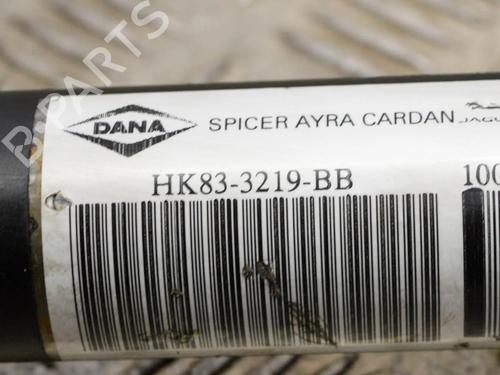 B-PARTS
DANA SPICER AYRA CARDAN
HK83-3219-BB 100